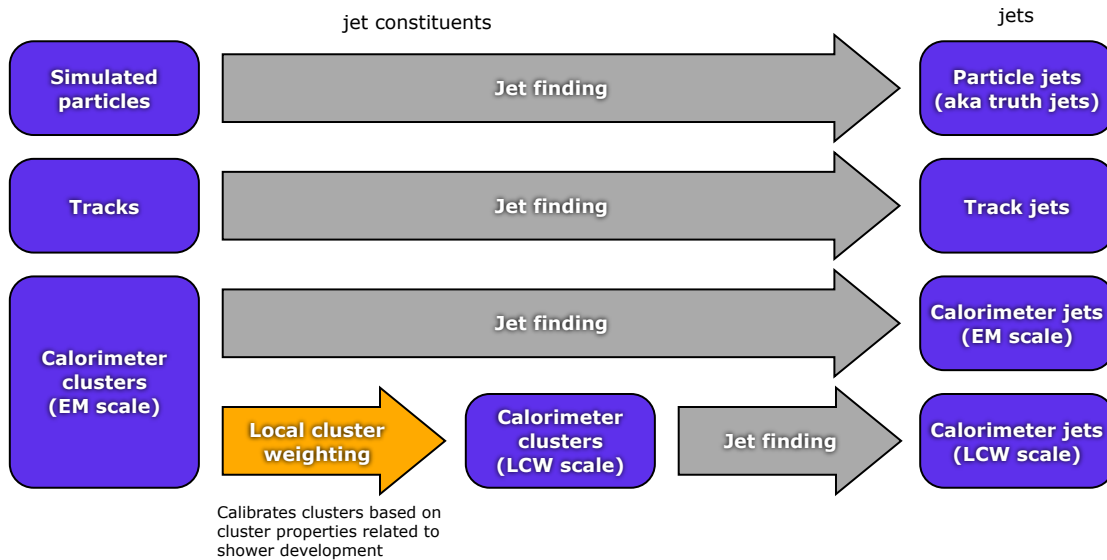 jet constituents
jets
Simulated
particles
Jet finding
Particle jets
(aka truth jets)
Tracks
Jet finding
Track jets
Calorimeter
clusters
(EM scale)
Jet finding
Calorimeter jets
(EM scale)
Local cluster
weighting
Calorimeter
clusters
(LCW scale)
Jet finding
Calorimeter jets
(LCW scale)
Calibrates clusters based on
cluster properties related to
shower development